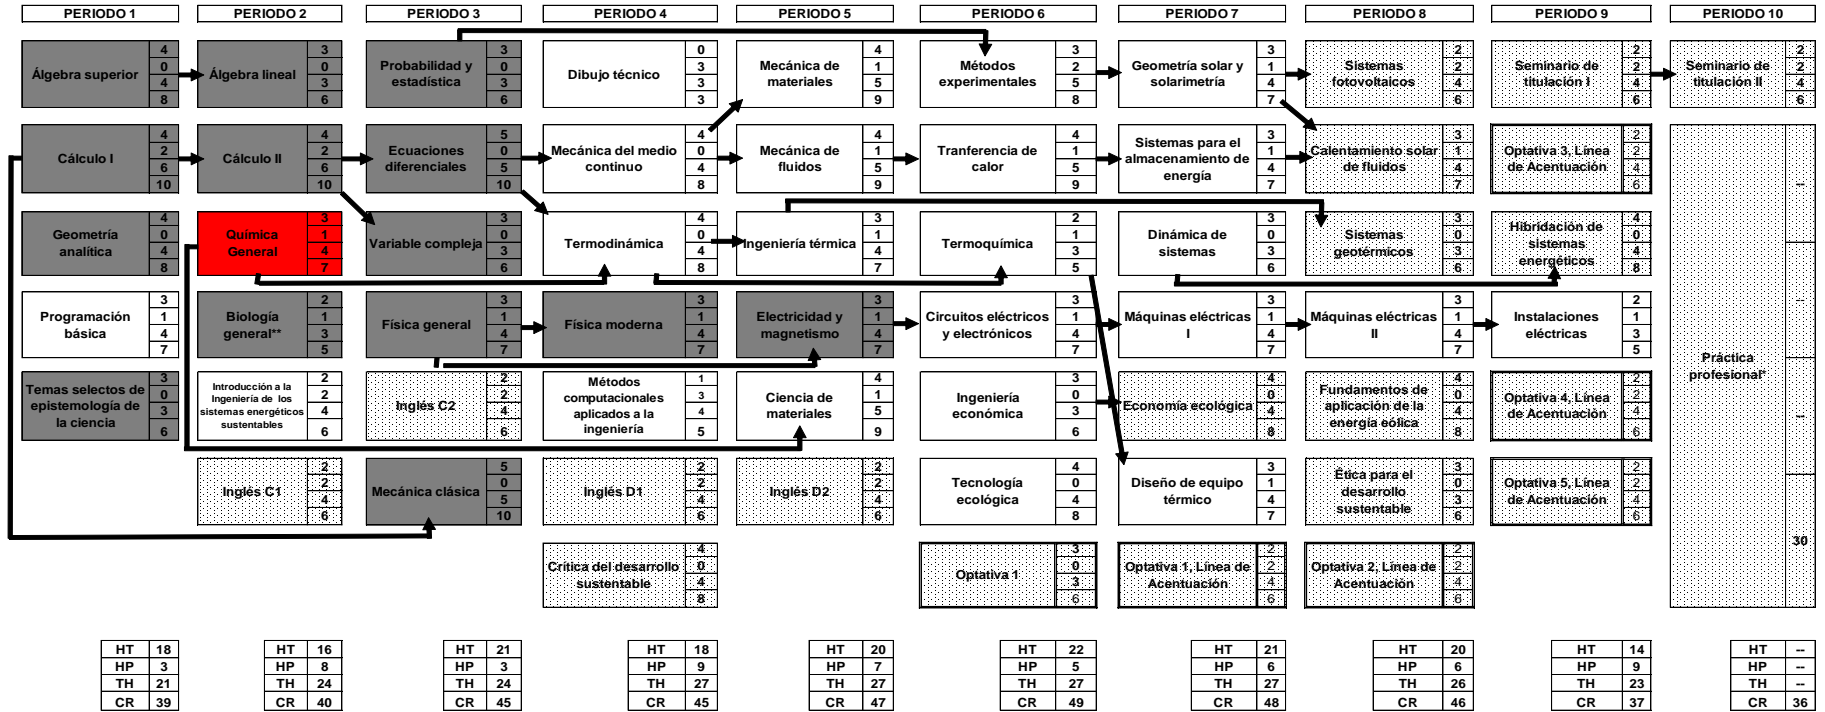 PERIODO 1
PERIODO 2
PERIODO 3
PERIODO 4
PERIODO 5
PERIODO 6
PERIODO 7
PERIODO 8
PERIODO 9
PERIODO 10
Álgebra superior
4
0
4
8
Álgebra lineal
3
0
3
6
Probabilidad y
estadística
3
0
3
6
Dibujo técnico
0
3
3
3
Mecánica de
materiales
4
1
5
9
Métodos
experimentales
3
2
5
8
Geometría solar y
solarimetría
3
1
4
7
Sistemas
fotovoltaicos
2
2
4
6
Seminario de
titulación I
2
2
4
6
Seminario de
titulación II
2
2
4
6
Cálculo I
4
2
6
10
Cálculo II
4
2
6
10
Ecuaciones
diferenciales
5
0
5
10
Mecánica del medio
continuo
4
0
4
8
Mecánica de
fluidos
4
1
5
9
Tranferencia de
calor
4
1
5
9
Sistemas para el
almacenamiento de
energía
3
1
4
7
Calentamiento solar
de fluidos
3
1
4
7
Optativa 3, Línea
de Acentuación
2
2
4
6
Geometría
analítica
4
0
4
8
Química
General
3
1
4
7
Variable compleja
3
0
3
6
Termodinámica
4
0
4
8
Ingeniería térmica
3
1
4
7
Termoquímica
2
1
3
5
Dinámica de
sistemas
3
0
3
6
Sistemas
geotérmicos
3
0
3
6
Hibridación de
sistemas
energéticos
4
0
4
8
Programación
básica
3
1
4
7
Biología
general**
2
1
3
5
Física general
3
1
4
7
Física moderna
3
1
4
7
Electricidad y
magnetismo
3
1
4
7
Circuitos eléctricos
y electrónicos
3
1
4
7
Máquinas eléctricas
I
3
1
4
7
Máquinas eléctricas
II
3
1
4
7
Instalaciones
eléctricas
2
1
3
5
Práctica
profesional*
--
--
--
30
Temas selectos de
epistemología de
la ciencia
3
0
3
6
Introducción a la
Ingeniería de los
sistemas energéticos
sustentables
2
2
4
6
Inglés C2
2
2
4
6
Métodos
computacionales
aplicados a la
ingeniería
1
3
4
5
Ciencia de
materiales
4
1
5
9
Ingeniería
económica
3
0
3
6
Economía ecológica
4
0
4
8
Fundamentos de
aplicación de la
energía eólica
4
0
4
8
Optativa 4, Línea
de Acentuación
2
2
4
6
Inglés C1
2
2
4
6
Mecánica clásica
5
0
5
10
Inglés D1
2
2
4
6
Inglés D2
2
2
4
6
Tecnología
ecológica
4
0
4
8
Diseño de equipo
térmico
3
1
4
7
Ética para el
desarrollo
sustentable
3
0
3
6
Optativa 5, Línea
de Acentuación
2
2
4
6
Crítica del desarrollo
sustentable
4
0
4
8
Optativa 1
3
0
3
6
Optativa 1, Línea de
Acentuación
2
2
4
6
Optativa 2, Línea de
Acentuación
2
2
4
6
HT 18
HP 3
TH 21
CR 39
HT 16
HP 8
TH 24
CR 40
HT 21
HP 3
TH 24
CR 45
HT 18
HP 9
TH 27
CR 45
HT 20
HP 7
TH 27
CR 47
HT 22
HP 5
TH 27
CR 49
HT 21
HP 6
TH 27
CR 48
HT 20
HP 6
TH 26
CR 46
HT 14
HP 9
TH 23
CR 37
HT --
HP --
TH --
CR 36